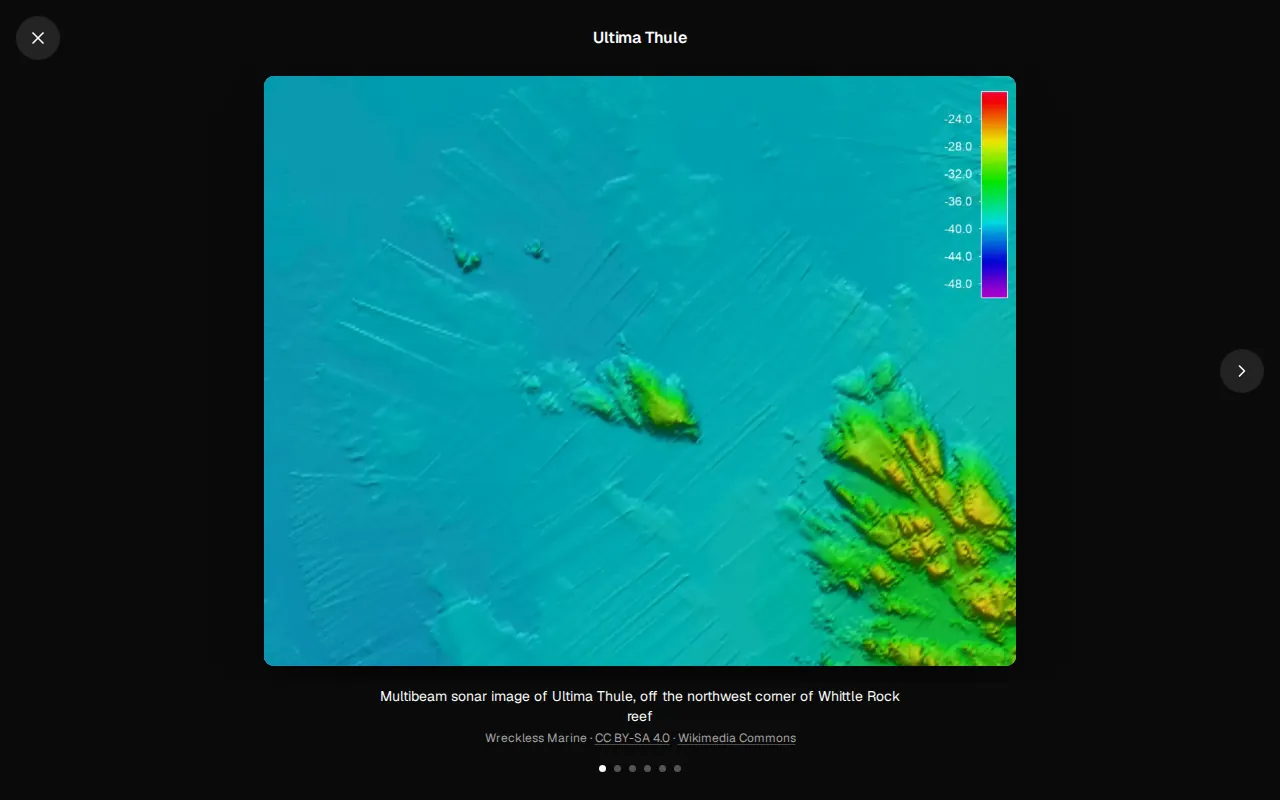 Ultima Thule
-24.0
-28.0
-32.0
-36.0
-40.0
-44.0
-48.0
Multibeam sonar image of Ultima Thule, off the northwest corner of Whittle Rock
reef
Wreckless Marine · CC BY-SA 4.0 · Wikimedia Commons